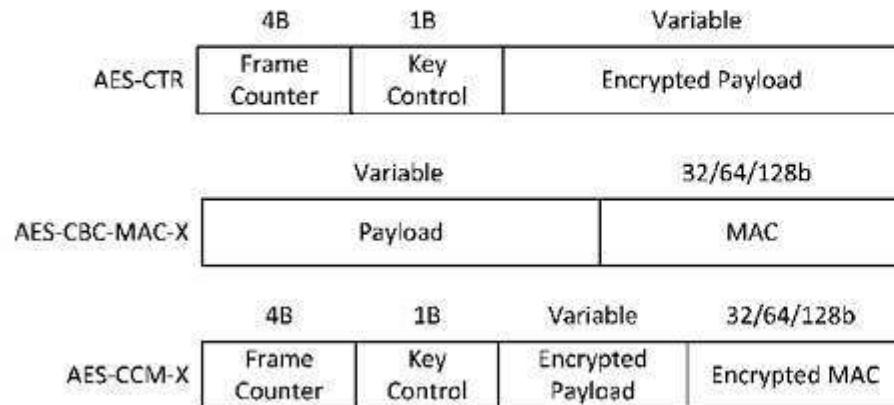 4B 1B Variable
AES-CTR Frame Counter Key Control Encrypted Payload
Variable 32/64/128b
AES-CBC-MAC-X Payload MAC
4B 1B Variable 32/64/128b
AES-CCM-X Frame Counter Key Control Encrypted Payload Encrypted MAC